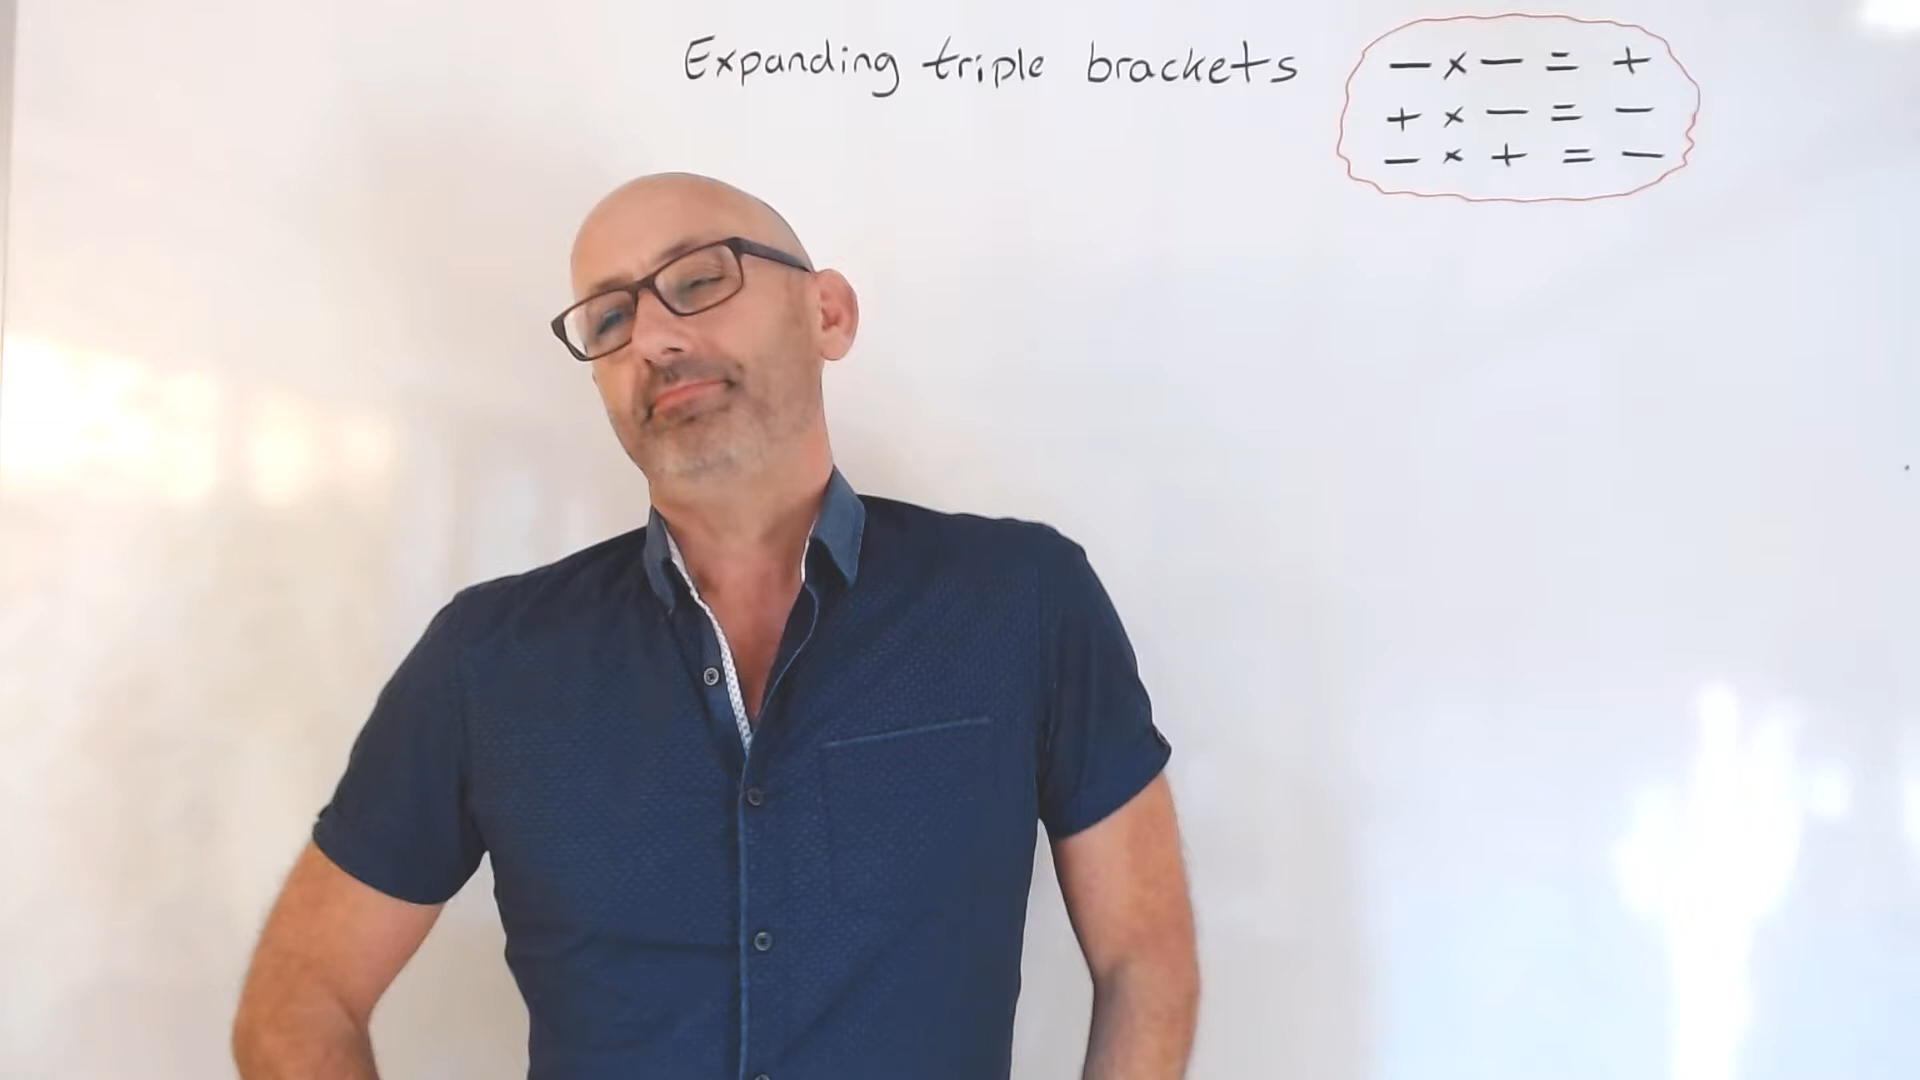 Expanding triple brackets
- × - = +
+ × - = -
- × + = -